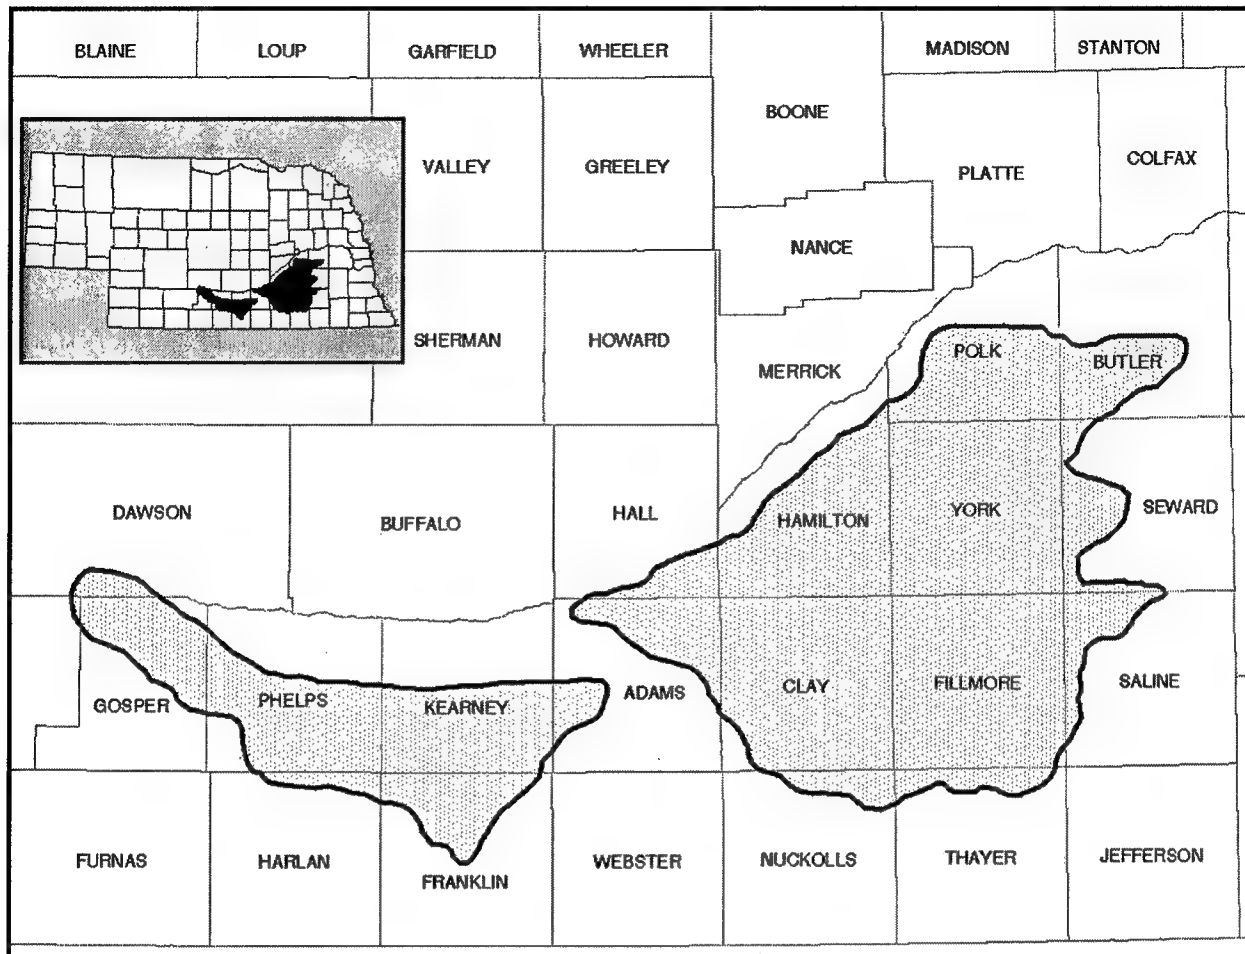 BLAINE LOUP GARFIELD WHEELER MADISON STANTON
BOONE
VALLEY GREELEY PLATTE COLFAX
NANCE
SHERMAN HOWARD MERRICK POLK BUTLER
DAWSON BUFFALO HALL HAMILTON YORK SEWARD
GOSPER PHELPS KEARNEY ADAMS CLAY FILLMORE SALINE
FURNAS HARLAN FRANKLIN WEBSTER NUCKOLLS THAYER JEFFERSON